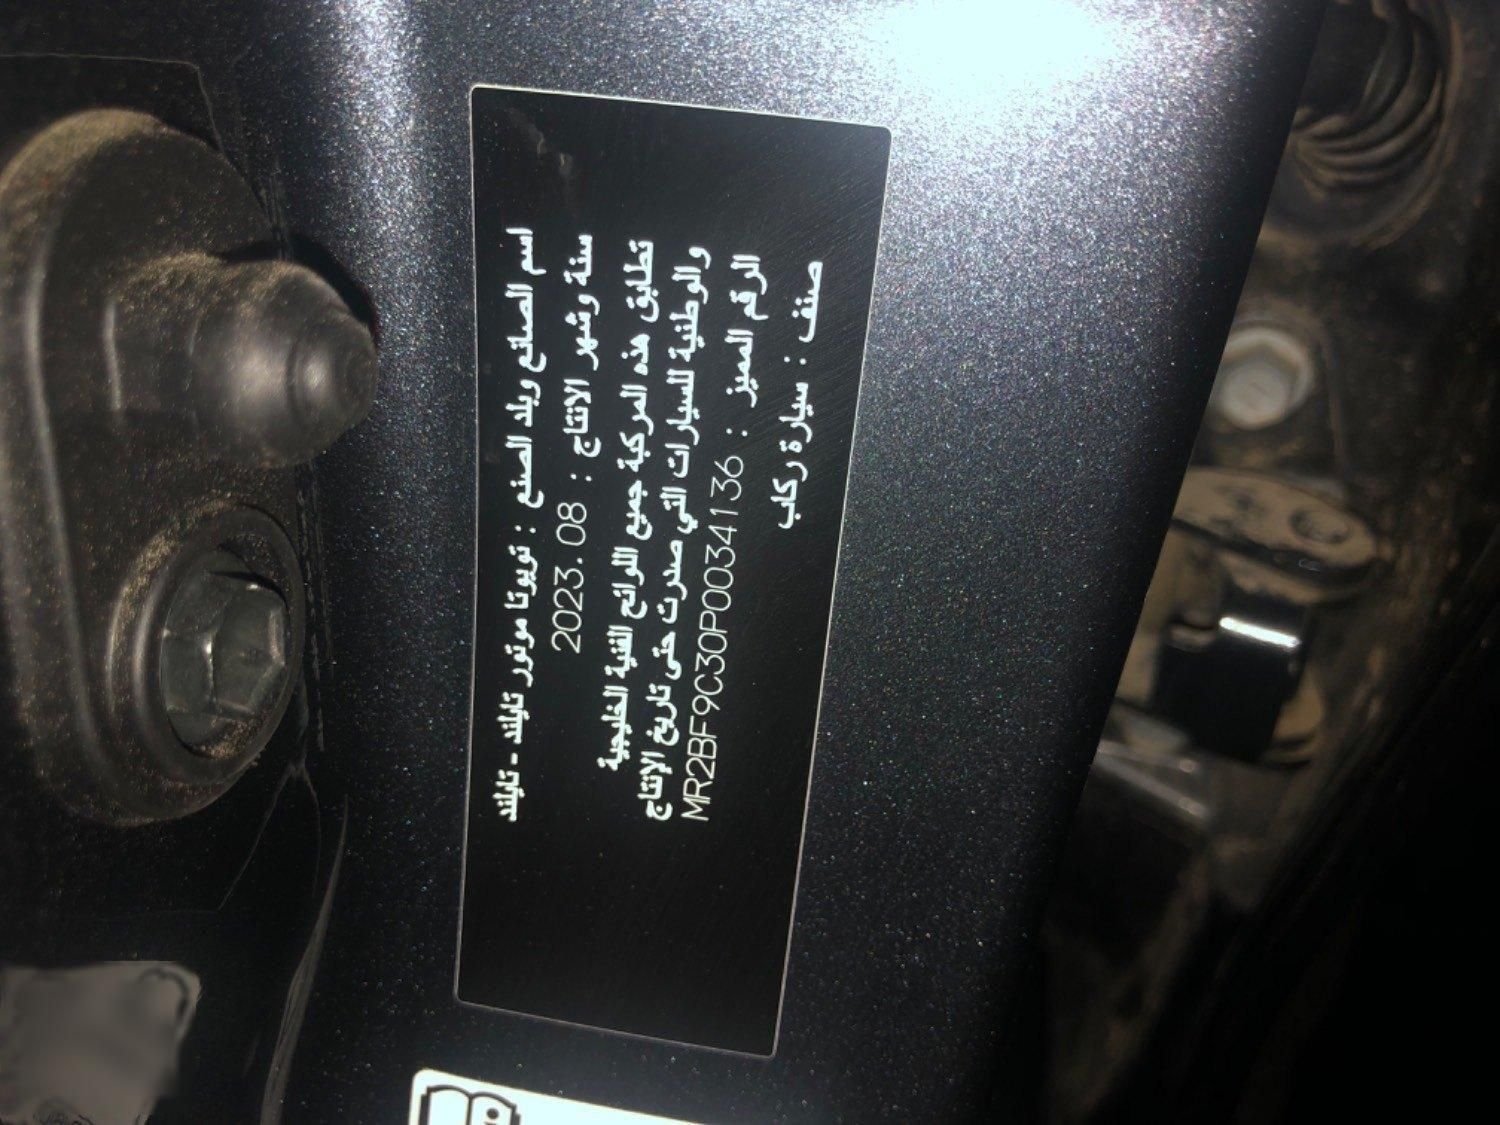 اسم الصانع وبلد الصنع : تويوتا موتور تايلند - تايلند
سنة وشهر الانتاج : 2023.08
تطابق هذه المركبة جميع اللوائح الفنية الخليجية
والوطنية للسيارات التي صدرت حتى تاريخ الإنتاج
الرقم المميز : MR2BF9C30P0034136
صنف : سيارة ركاب